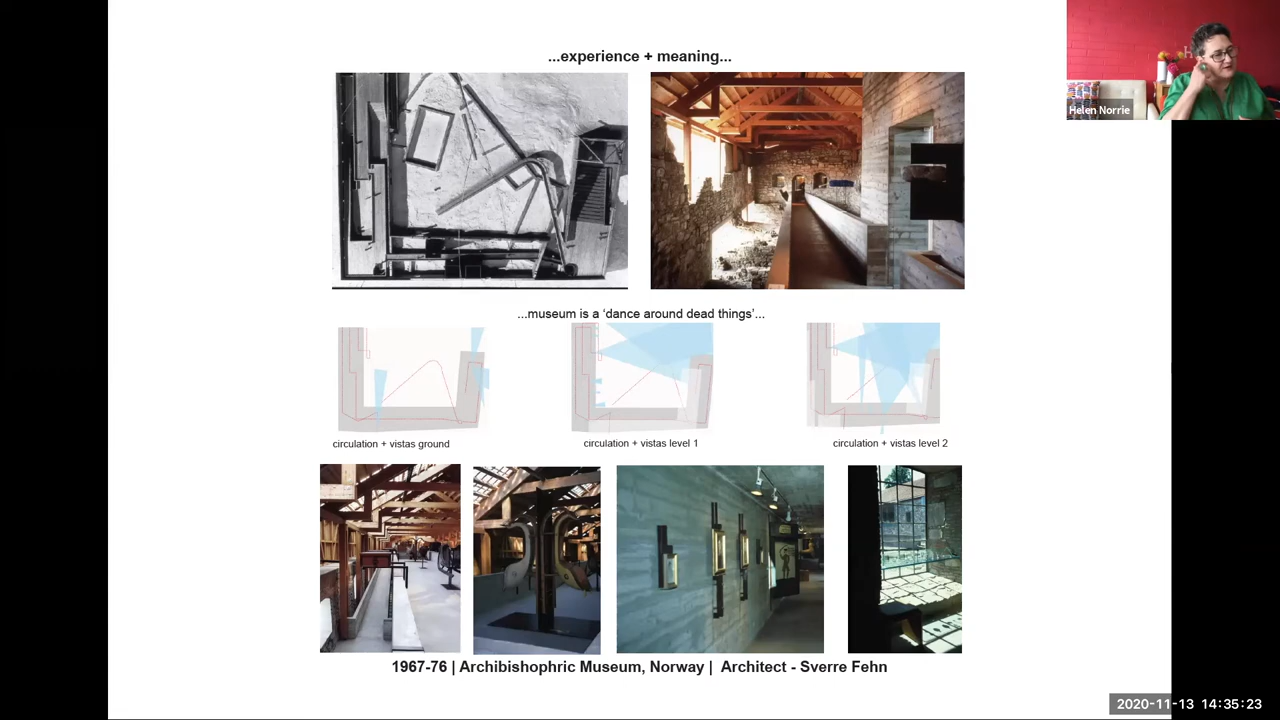 ...experience + meaning...
Helen Norrie
...museum is a ‘dance around dead things’...
circulation + vistas ground
circulation + vistas level 1
circulation + vistas level 2
1967-76 | Archibishophric Museum, Norway | Architect - Sverre Fehn
2020-11-13 14:35:23